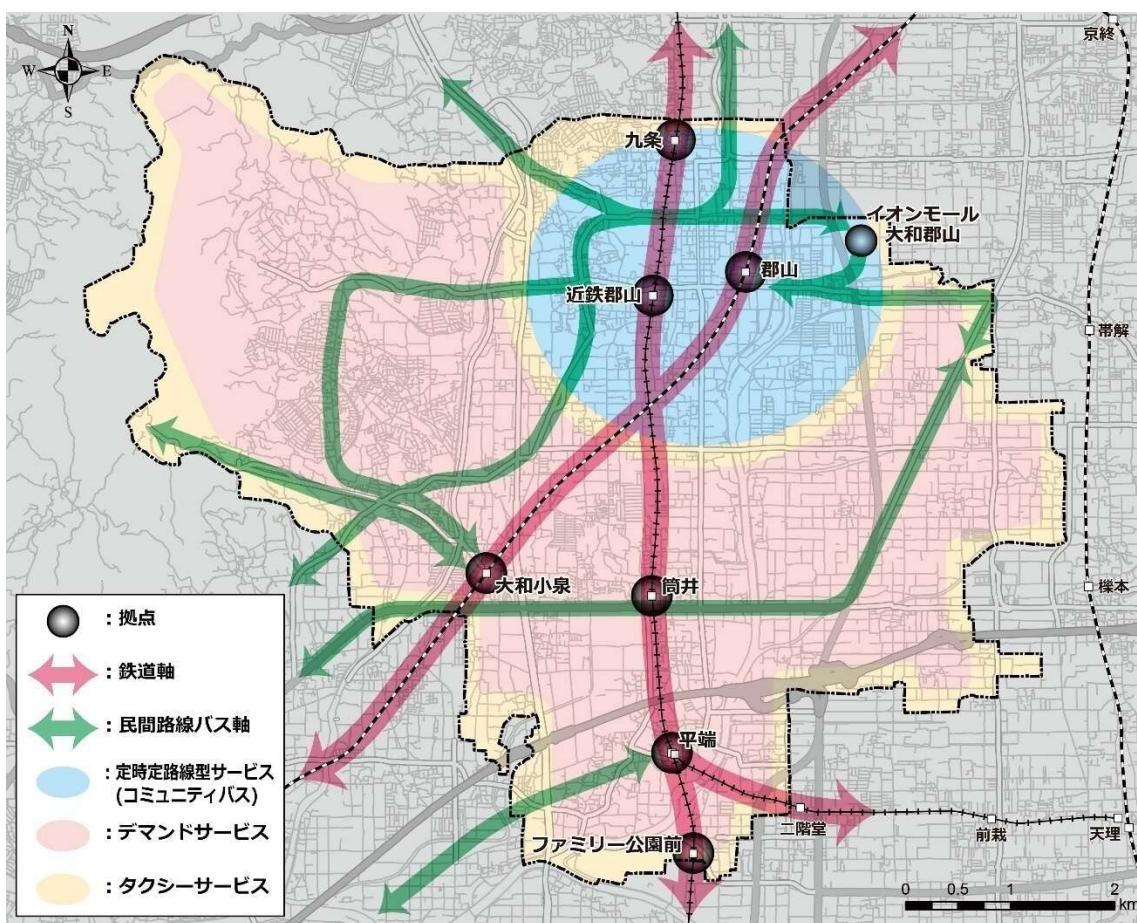 N
W E
S
京終
九条
イオンモール
大和郡山
郡山
近鉄郡山
帯解
大和小泉
筒井
櫟本
平端
二階堂
前栽
天理
ファミリー公園前
：拠点
：鉄道軸
：民間路線バス軸
：定時定路線型サービス
(コミュニティバス)
：デマンドサービス
：タクシーサービス
0 0.5 1 2
km